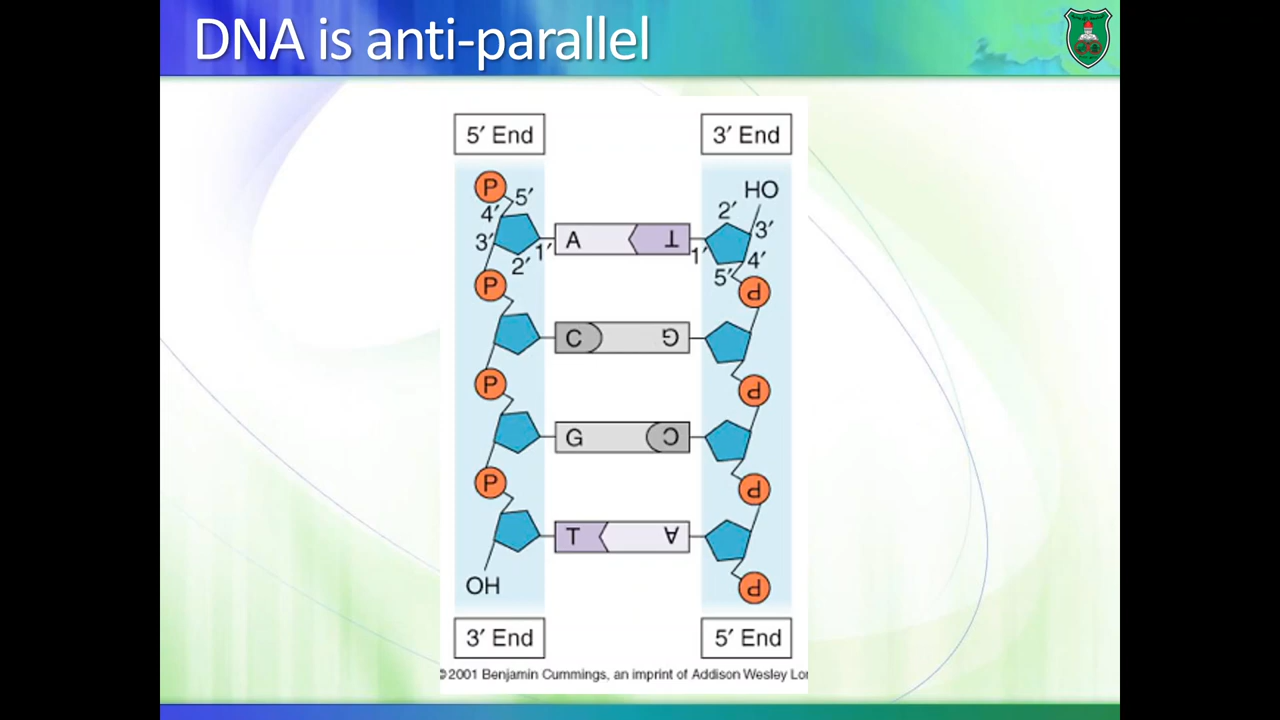 DNA is anti-parallel
5′ End
3′ End
P
5′
4′
3′
2′
1′
A
T
HO
2′
3′
1′
4′
5′
P
P
C
G
P
P
G
C
P
P
T
A
OH
P
3′ End
5′ End
©2001 Benjamin Cummings, an imprint of Addison Wesley Lo